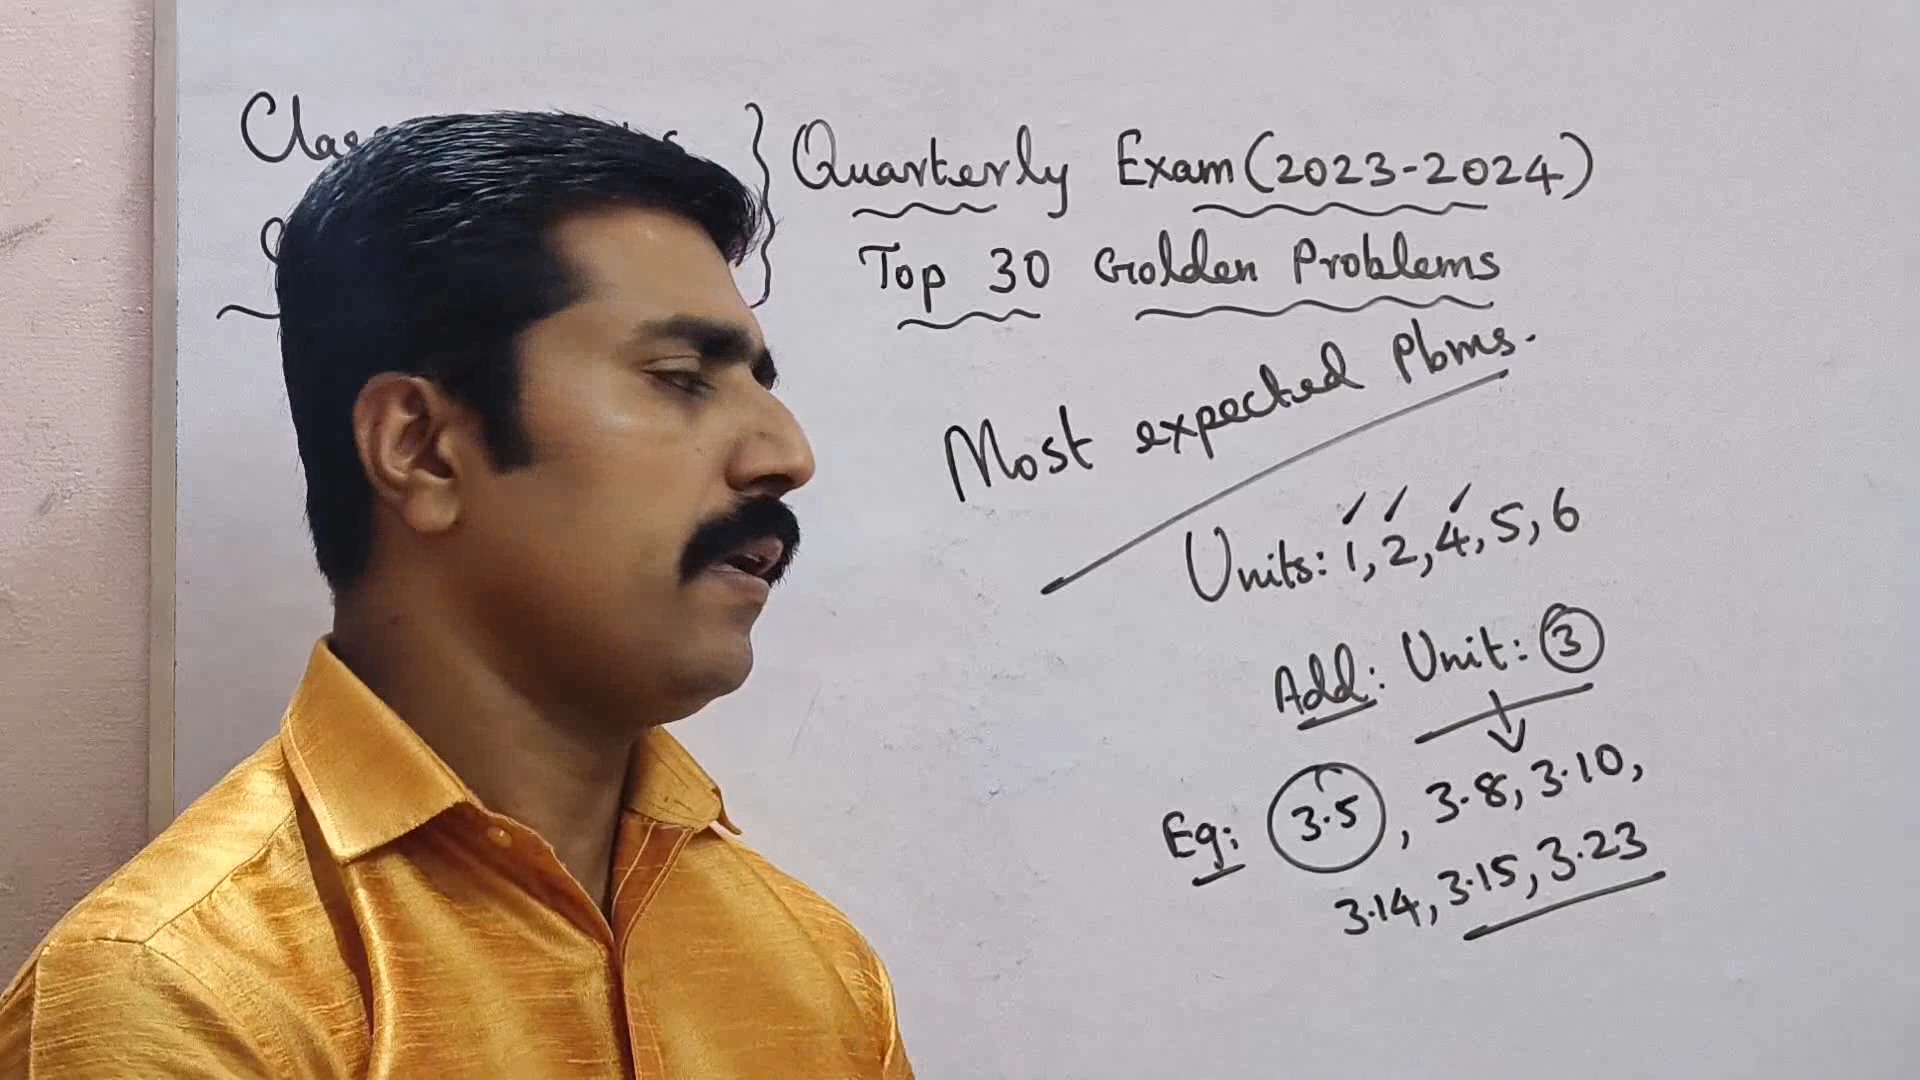 Quarterly Exam (2023-2024)
Top 30 Golden Problems
Most expected Pbms.
Units: 1, 2, 4, 5, 6
Add: Unit: 3
Eg: 3.5, 3.8, 3.10,
3.14, 3.15, 3.23